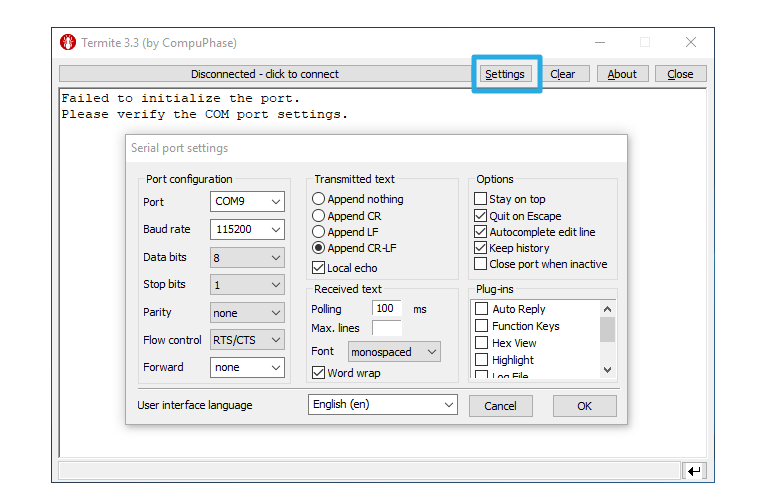 Termite 3.3 (by CompuPhase)
Disconnected - click to connect
Settings
Clear
About
Close
Failed to initialize the port.
Please verify the COM port settings.
Serial port settings
Port configuration
Port
COM9
Baud rate
115200
Data bits
8
Stop bits
1
Parity
none
Flow control
RTS/CTS
Forward
none
Transmitted text
Append nothing
Append CR
Append LF
Append CR-LF
Local echo
Received text
Polling
100
ms
Max. lines
Font
monospaced
Word wrap
Options
Stay on top
Quit on Escape
Autocomplete edit line
Keep history
Close port when inactive
Plug-ins
Auto Reply
Function Keys
Hex View
Highlight
Log File
User interface language
English (en)
Cancel
OK